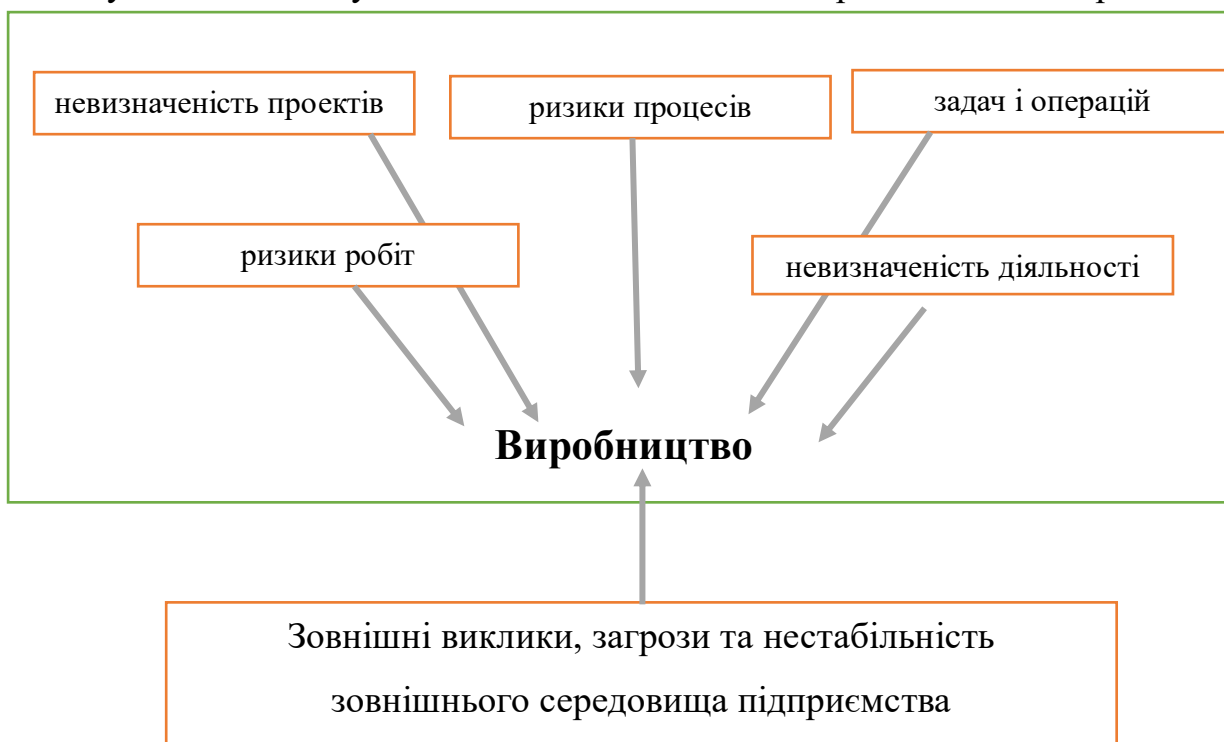 невизначеність проектів
ризики процесів
задач і операцій
ризики робіт
невизначеність діяльності
Виробництво
Зовнішні виклики, загрози та нестабільність
зовнішнього середовища підприємства